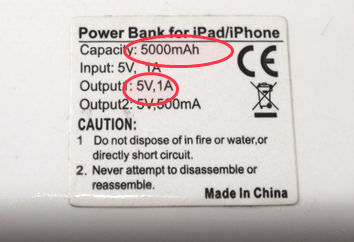 Power Bank for iPad/iPhone
Capacity: 5000mAh
Input: 5V, 1A
Output1: 5V,1A
Output2: 5V,500mA
CAUTION:
1 Do not dispose of in fire or water,or
directly short circuit.
2. Never attempt to disassemble or
reassemble.
Made In China